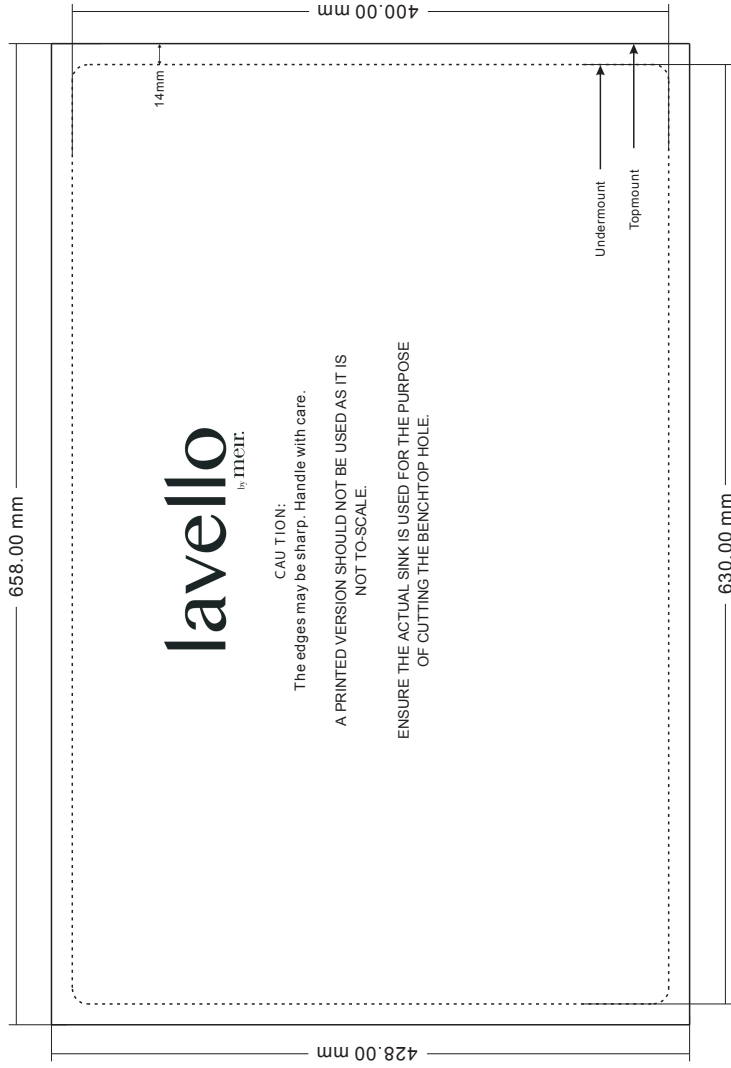 400.00 mm
658.00 mm
14mm
Undermount
Topmount
lavello
by meir.
CAU TION:
The edges may be sharp. Handle with care.
A PRINTED VERSION SHOULD NOT BE USED AS IT IS
NOT TO-SCALE.
ENSURE THE ACTUAL SINK IS USED FOR THE PURPOSE
OF CUTTING THE BENCHTOP HOLE.
630.00 mm
428.00 mm